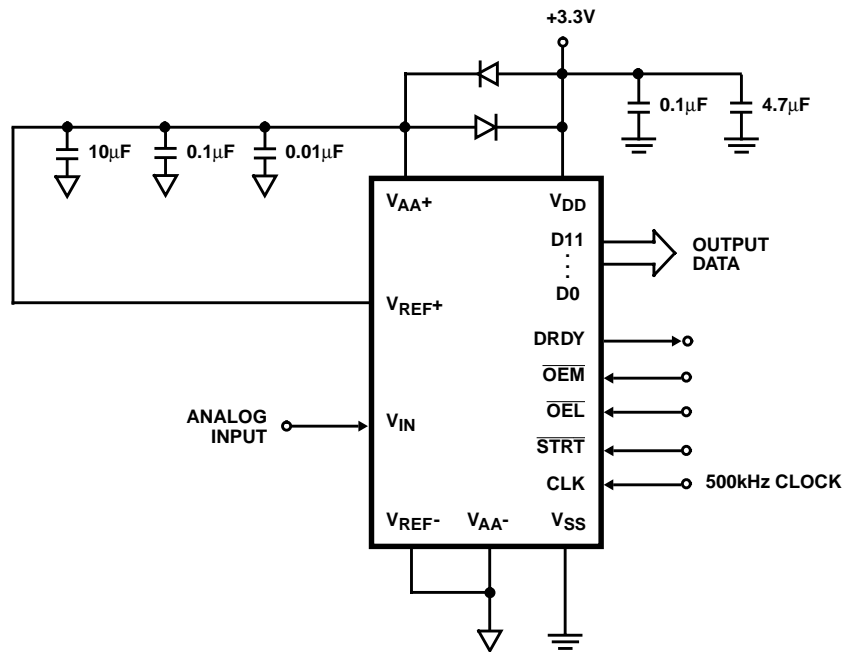 +3.3V
0.1μF
4.7μF
10μF
0.1μF
0.01μF
VAA+
VDD
D11
D0
OUTPUT
DATA
VREF+
DRDY
OEM
OEL
STRT
CLK
500kHz CLOCK
ANALOG
INPUT
VIN
VREF-
VAA-
VSS